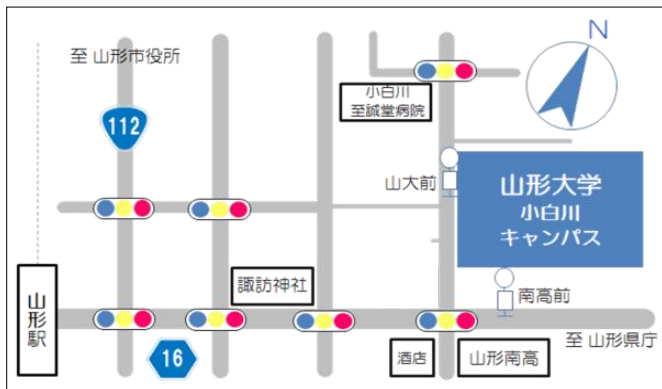 N
至 山形市役所
小白川
至誠堂病院
112
山大前
山形大学
小白川
キャンパス
諏訪神社
南高前
山形駅
至 山形県庁
16
酒店
山形南高